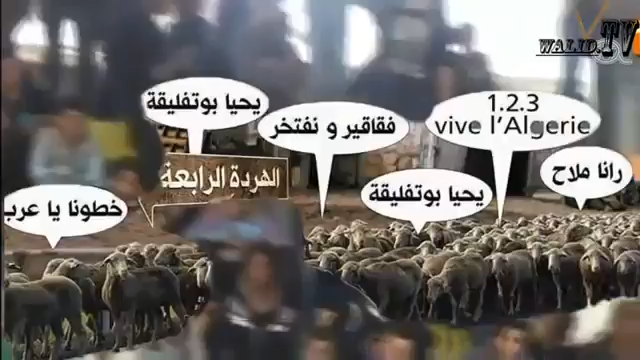 WALID.TV
1.2.3
vive l'Algerie
يحيا بوتفليقة
فقاقير و نفتخر
رانا ملاح
الهردة الرابعة
يحيا بوتفليقة
خطونا يا عرب